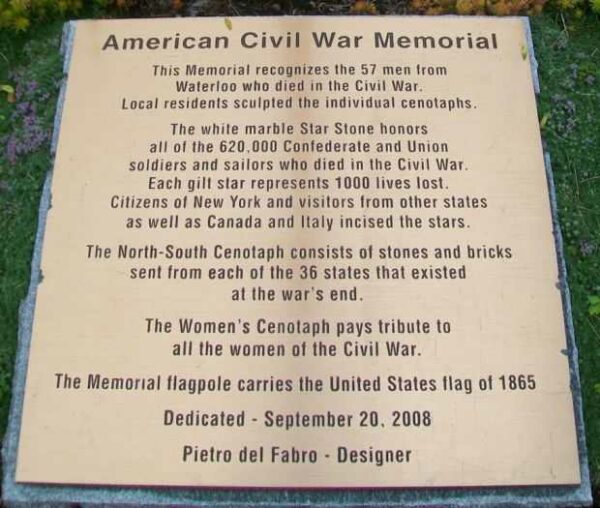 American Civil War Memorial
This Memorial recognizes the 57 men from
Waterloo who died in the Civil War.
Local residents sculpted the individual cenotaphs.
The white marble Star Stone honors
all of the 620,000 Confederate and Union
soldiers and sailors who died in the Civil War.
Each gilt star represents 1000 lives lost.
Citizens of New York and visitors from other states
as well as Canada and Italy incised the stars.
The North-South Cenotaph consists of stones and bricks
sent from each of the 36 states that existed
at the war's end.
The Women's Cenotaph pays tribute to
all the women of the Civil War.
The Memorial flagpole carries the United States flag of 1865
Dedicated - September 20, 2008
Pietro del Fabro - Designer